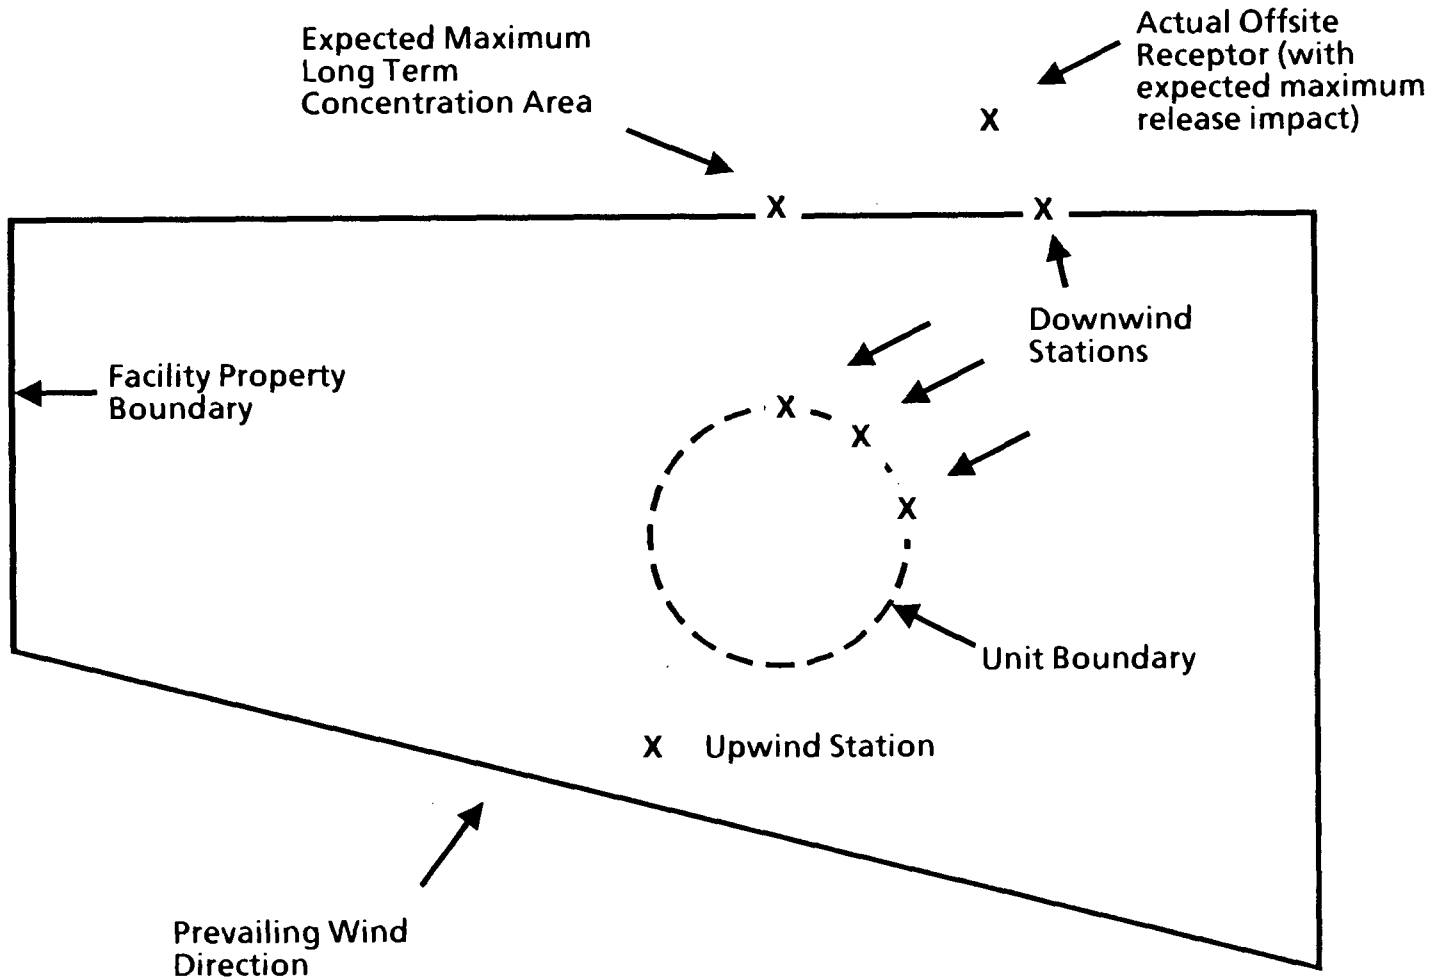 Expected Maximum
Long Term
Concentration Area
Actual Offsite
Receptor (with
expected maximum
release impact)
X
X
X
Downwind
Stations
Facility Property
Boundary
X
X
X
Unit Boundary
X Upwind Station
Prevailing Wind
Direction